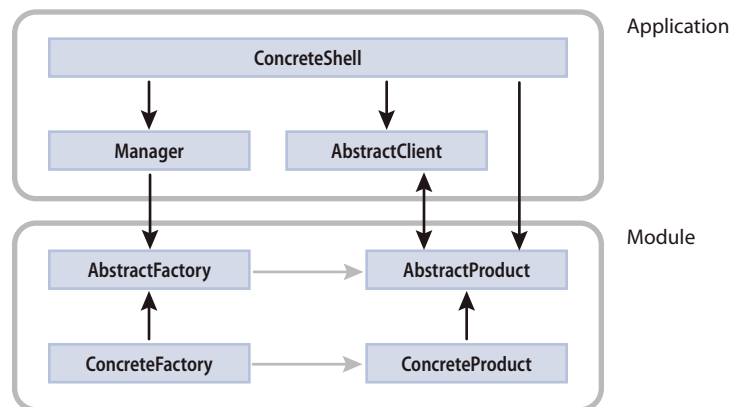 Application
ConcreteShell
Manager
AbstractClient
Module
AbstractFactory
AbstractProduct
ConcreteFactory
ConcreteProduct